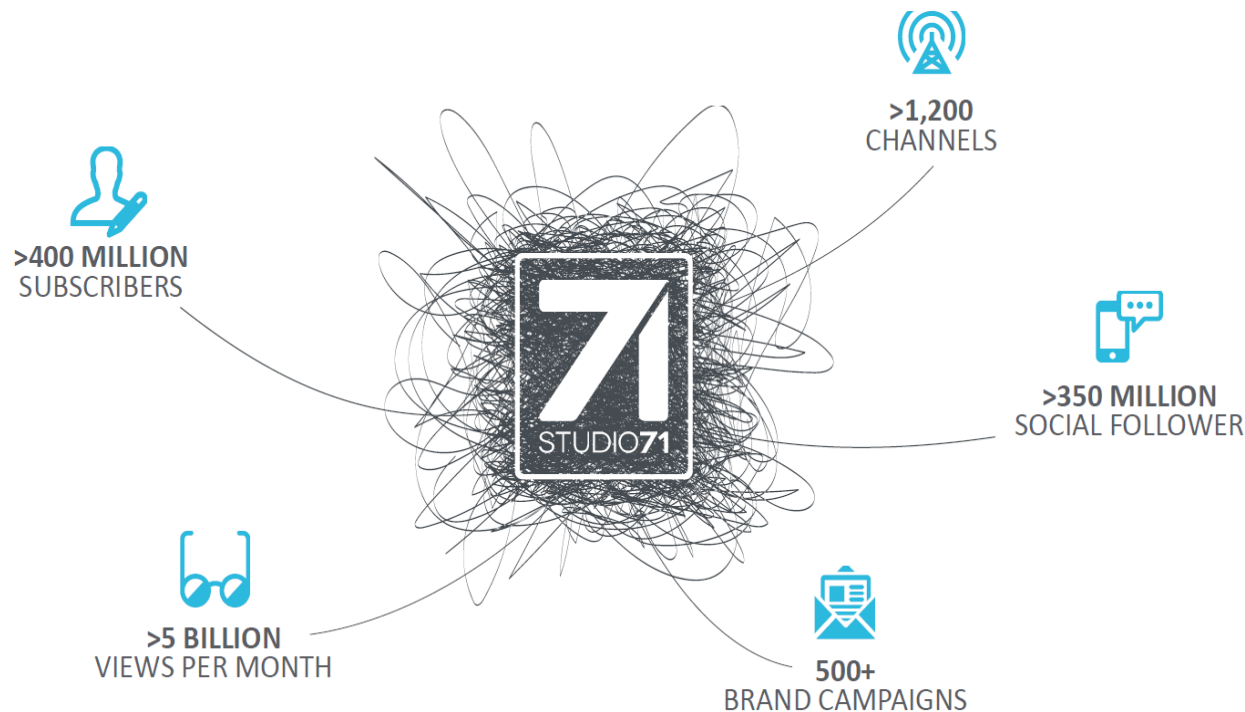 >1,200
CHANNELS
>400 MILLION
SUBSCRIBERS
71
STUDIO71
>350 MILLION
SOCIAL FOLLOWER
>5 BILLION
VIEWS PER MONTH
500+
BRAND CAMPAIGNS